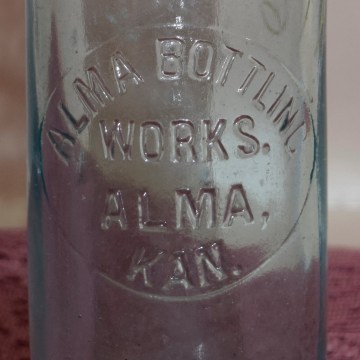 ALMA BOTTLING
WORKS.
ALMA,
KAN.